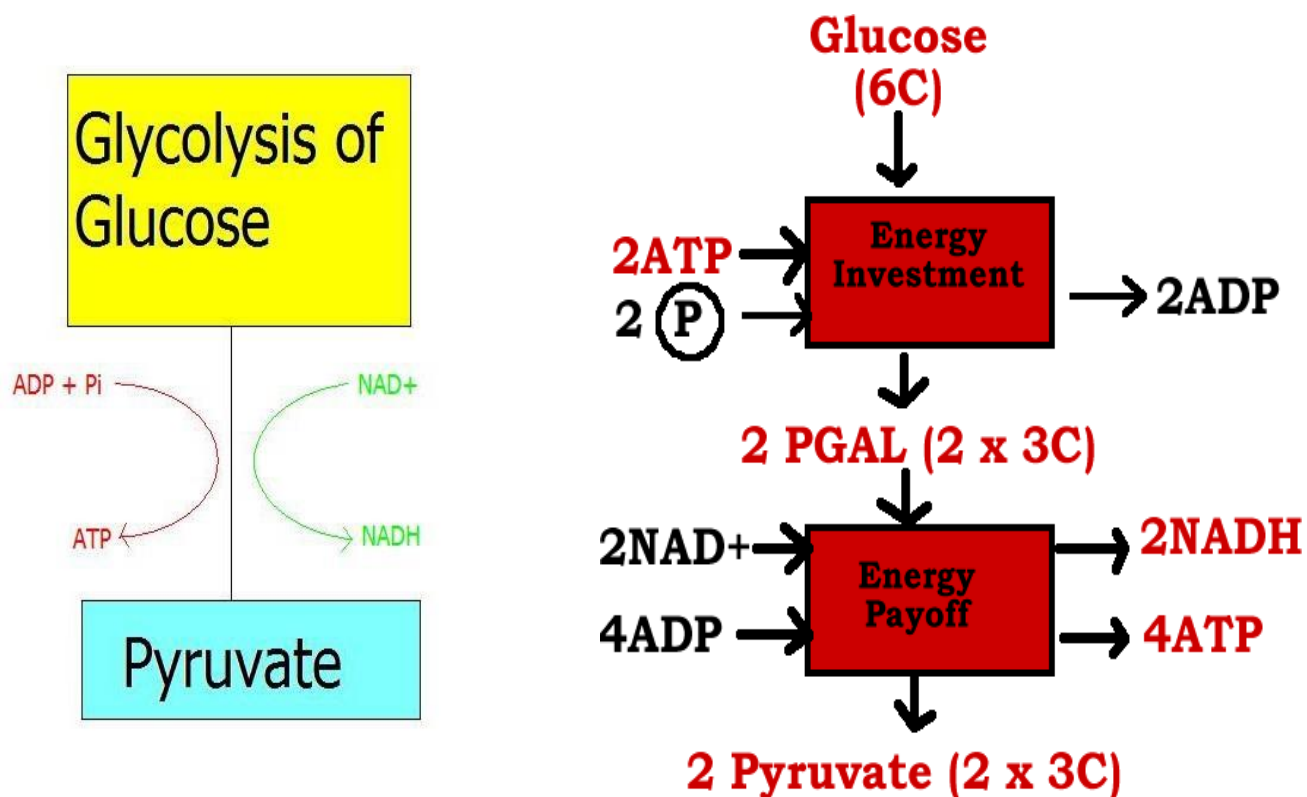 Glycolysis of
Glucose
ADP + Pi
NAD+
ATP
NADH
Pyruvate
Glucose
(6C)
2ATP
2 P
Energy
Investment
2ADP
2 PGAL (2 x 3C)
2NAD+
4ADP
Energy
Payoff
2NADH
4ATP
2 Pyruvate (2 x 3C)